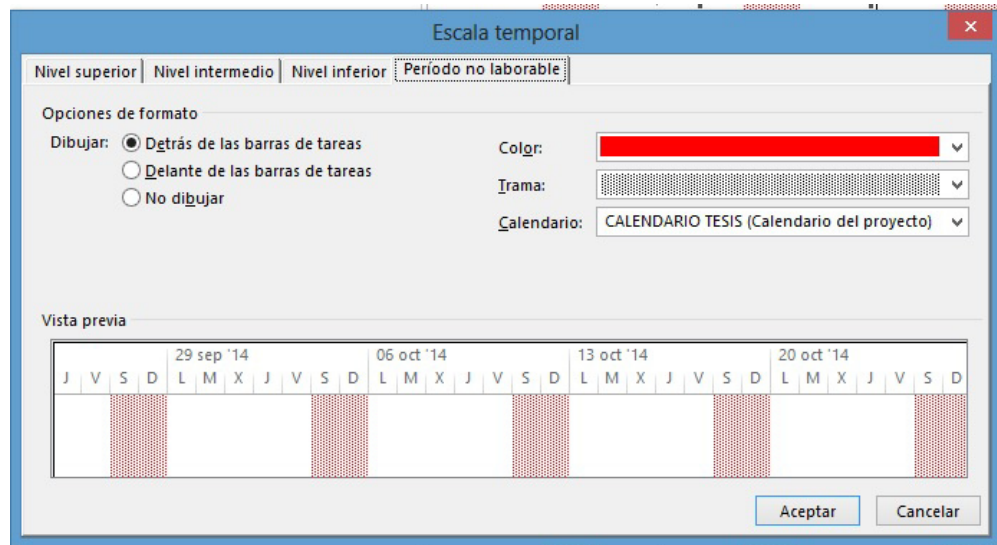 Escala temporal
Nivel superior Nivel intermedio Nivel inferior Período no laborable
Opciones de formato
Dibujar: Detrás de las barras de tareas Color:
Delante de las barras de tareas Trama:
No dibujar Calendario: CALENDARIO TESIS (Calendario del proyecto)
Vista previa
29 sep '14 06 oct '14 13 oct '14 20 oct '14
J V S D L M X J V S D L M X J V S D L M X J V S D L M X J V S D
Aceptar Cancelar